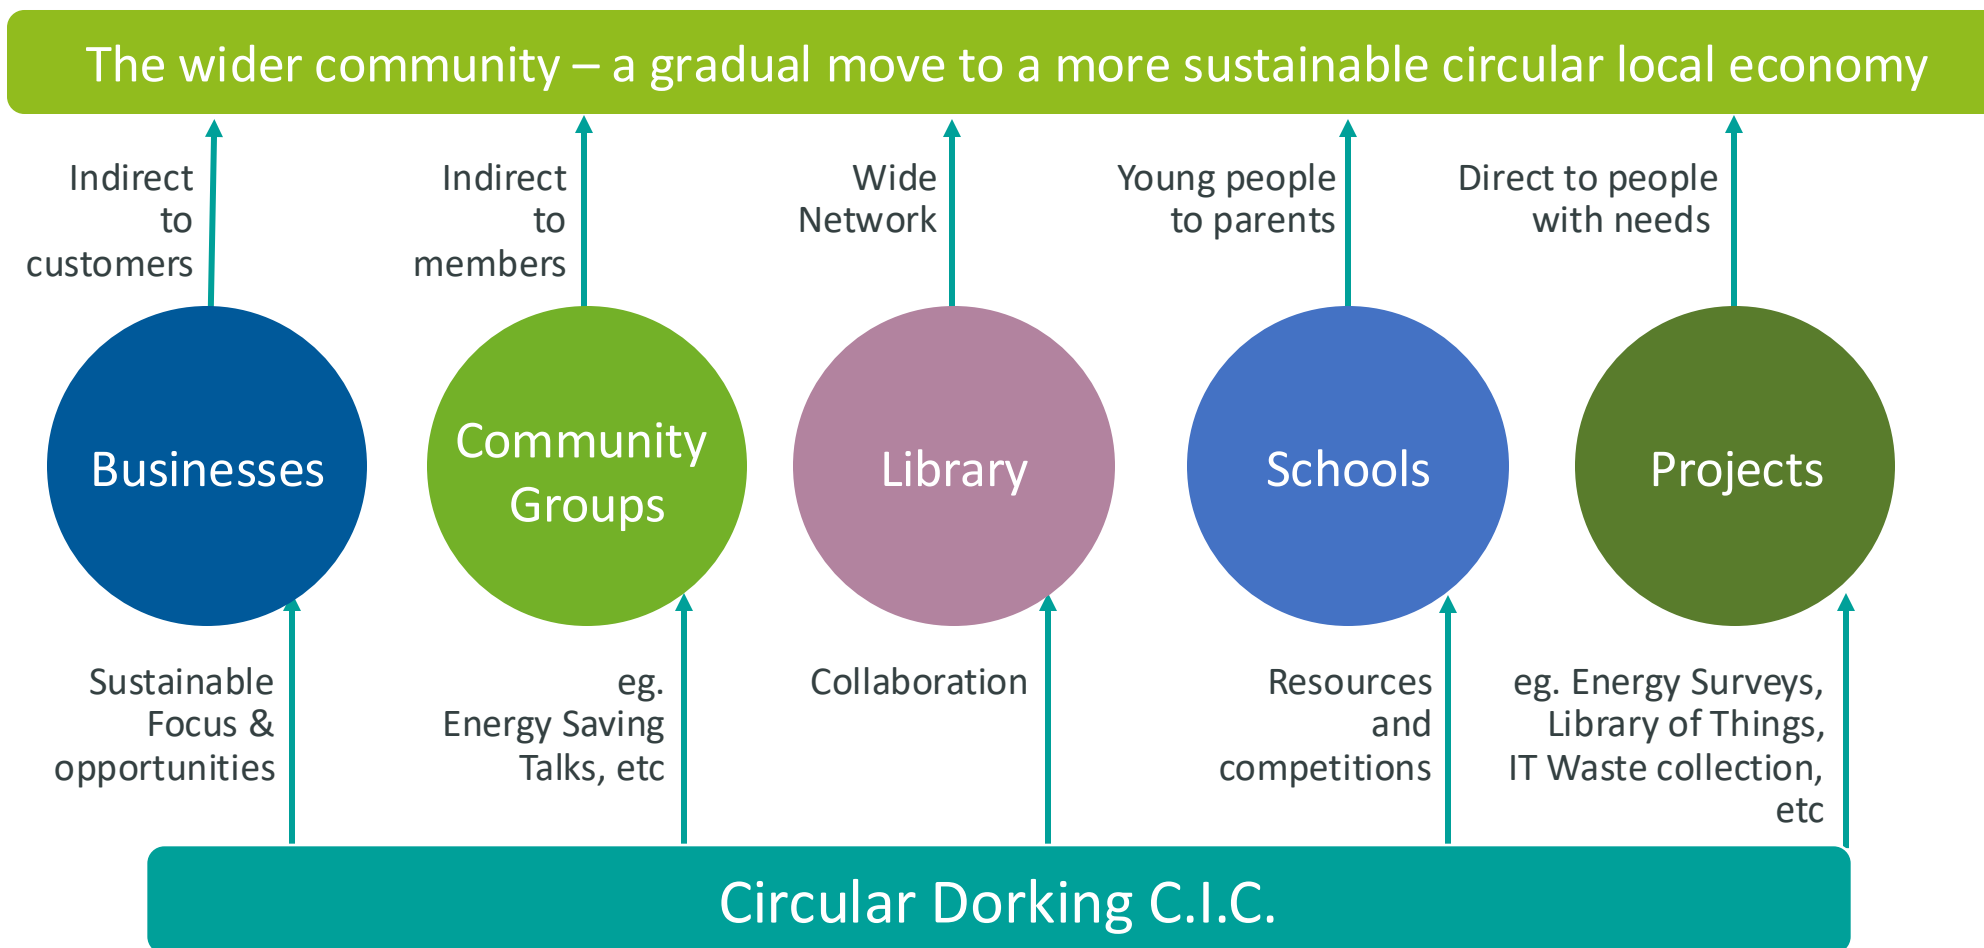 The wider community – a gradual move to a more sustainable circular local economy
Indirect
to
customers
Indirect
to
members
Wide
Network
Young people
to parents
Direct to people
with needs
Businesses
Community
Groups
Library
Schools
Projects
Sustainable
Focus &
opportunities
eg.
Energy Saving
Talks, etc
Collaboration
Resources
and
competitions
eg. Energy Surveys,
Library of Things,
IT Waste collection,
etc
Circular Dorking C.I.C.